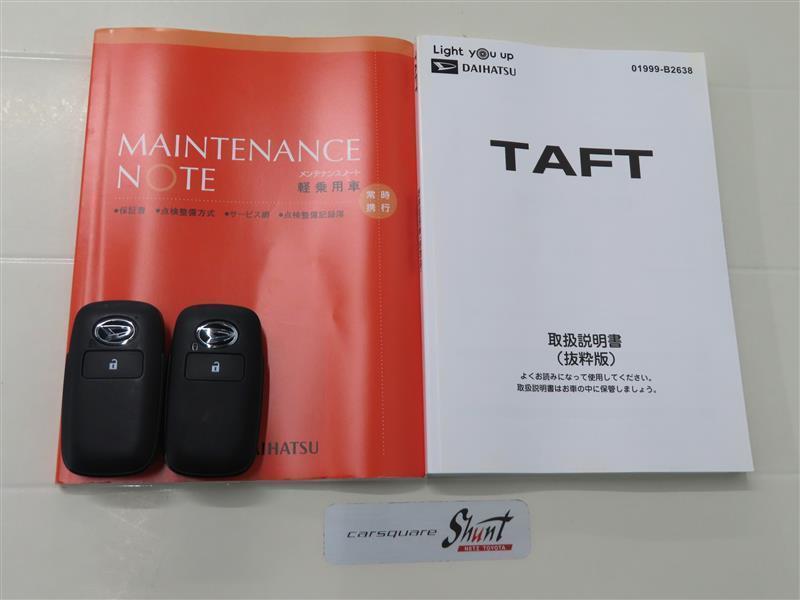 MAINTENANCE
NOTE
メンテナンスノート
軽乗用車
常時
携行
●保証書 ●点検整備方式 ●サービス網 ●点検整備記録簿
DAIHATSU
Light you up
DAIHATSU
01999-B2638
TAFT
取扱説明書
(抜粋版)
よくお読みになって使用してください。
取扱説明書はお車の中に保管しましょう。
carsquare Shunt
NETZ TOYOTA